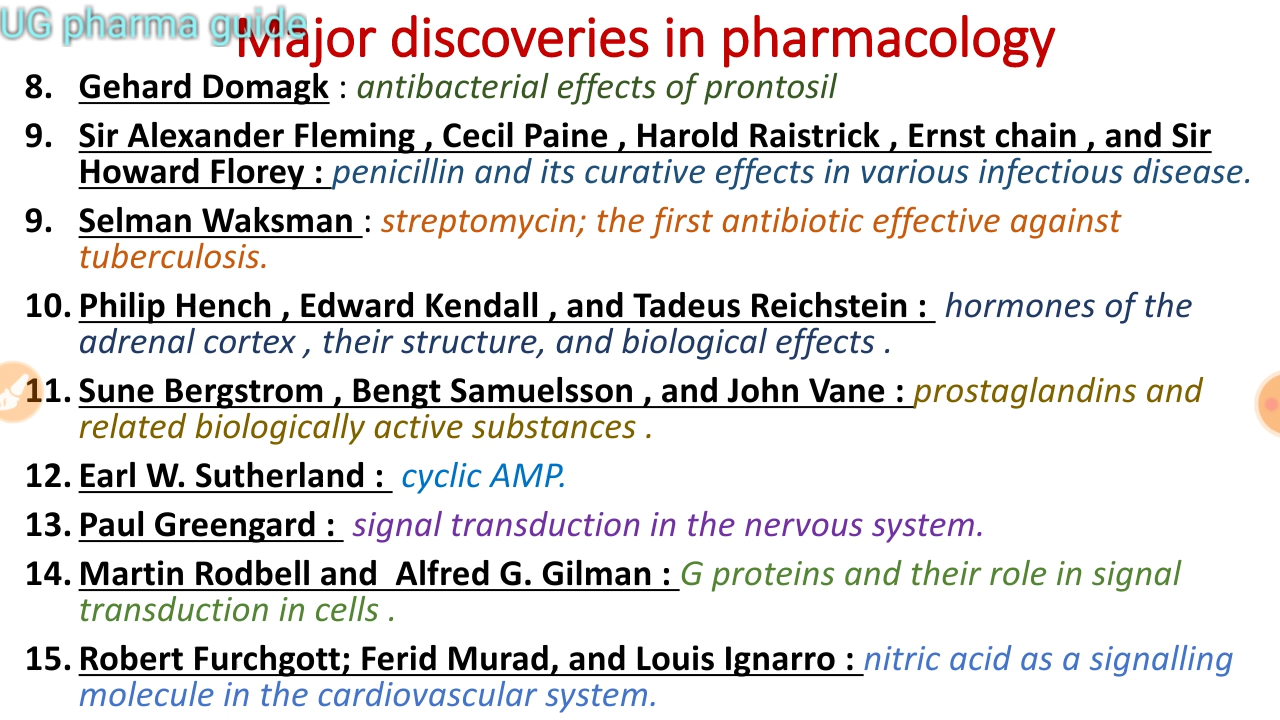 UG pharma guide
Major discoveries in pharmacology
8. Gehard Domagk : antibacterial effects of prontosil
9. Sir Alexander Fleming , Cecil Paine , Harold Raistrick , Ernst chain , and Sir
Howard Florey : penicillin and its curative effects in various infectious disease.
9. Selman Waksman : streptomycin; the first antibiotic effective against
tuberculosis.
10. Philip Hench , Edward Kendall , and Tadeus Reichstein : hormones of the
adrenal cortex , their structure, and biological effects .
11. Sune Bergstrom , Bengt Samuelsson , and John Vane : prostaglandins and
related biologically active substances .
12. Earl W. Sutherland : cyclic AMP.
13. Paul Greengard : signal transduction in the nervous system.
14. Martin Rodbell and Alfred G. Gilman : G proteins and their role in signal
transduction in cells .
15. Robert Furchgott; Ferid Murad, and Louis Ignarro : nitric acid as a signalling
molecule in the cardiovascular system.